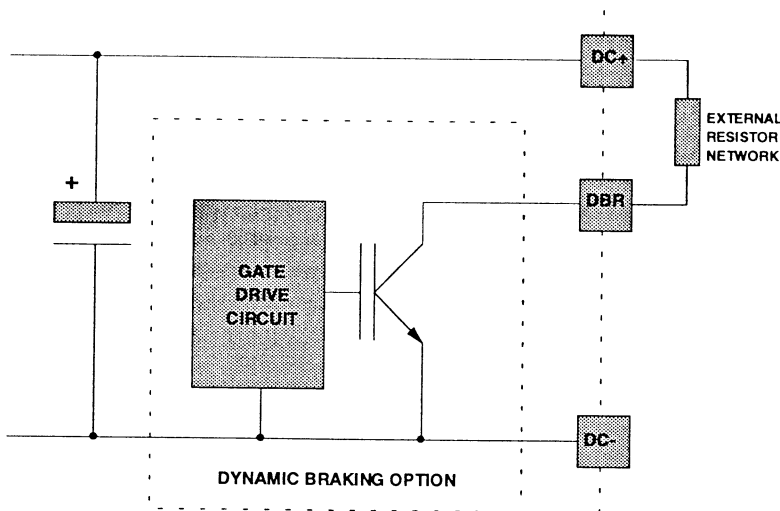 DC+
EXTERNAL
RESISTOR
NETWORK
+
DBR
GATE
DRIVE
CIRCUIT
DC-
DYNAMIC BRAKING OPTION